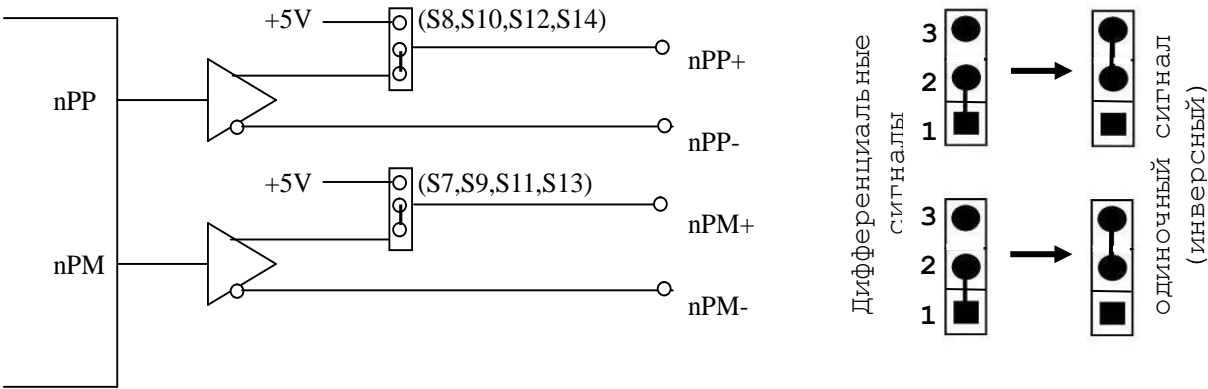 +5V (S8,S10,S12,S14)
nPP+
nPP
nPP-
+5V (S7,S9,S11,S13)
nPM+
nPM
nPM-
Дифференциальные
сигналы
3
2
1
3
2
1
одиночный сигнал
(инверсный)